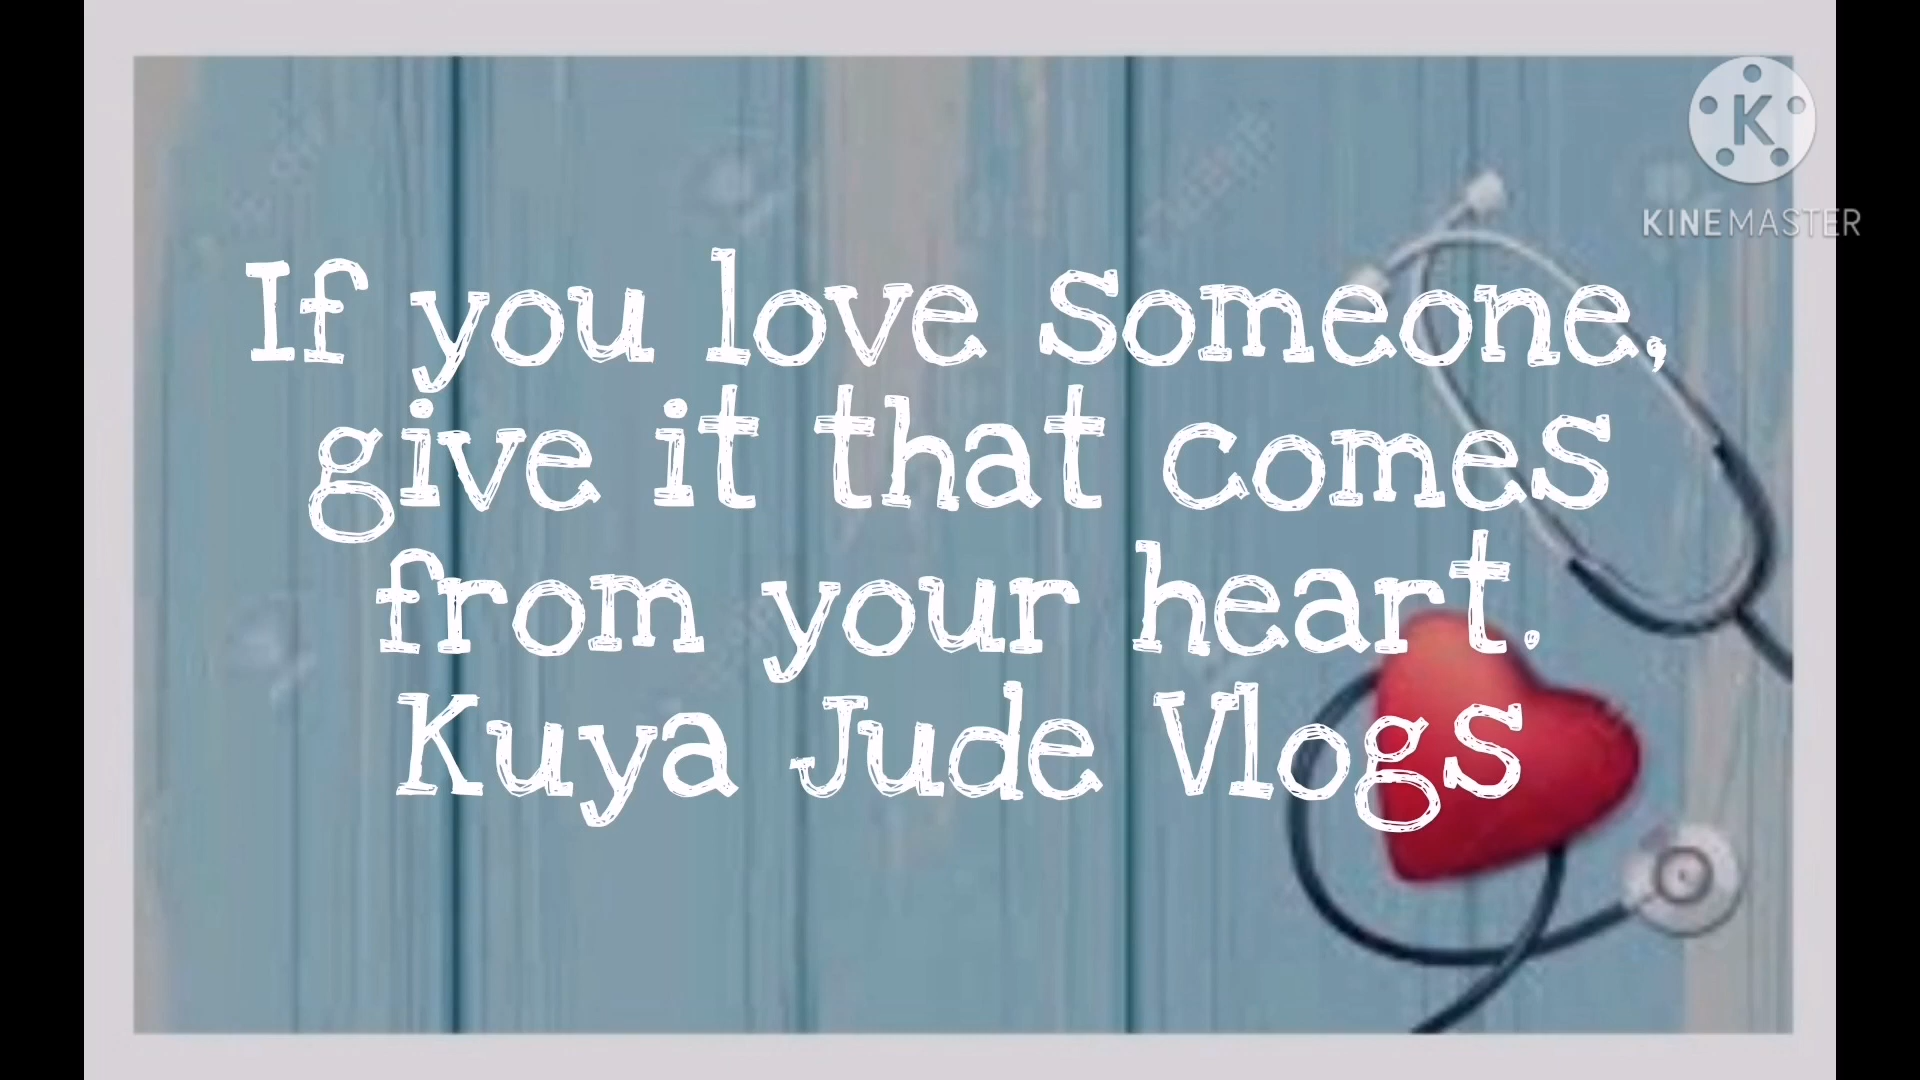 K
KINEMASTER
If you love someone,
give it that comes
from your heart.
Kuya Jude Vlogs